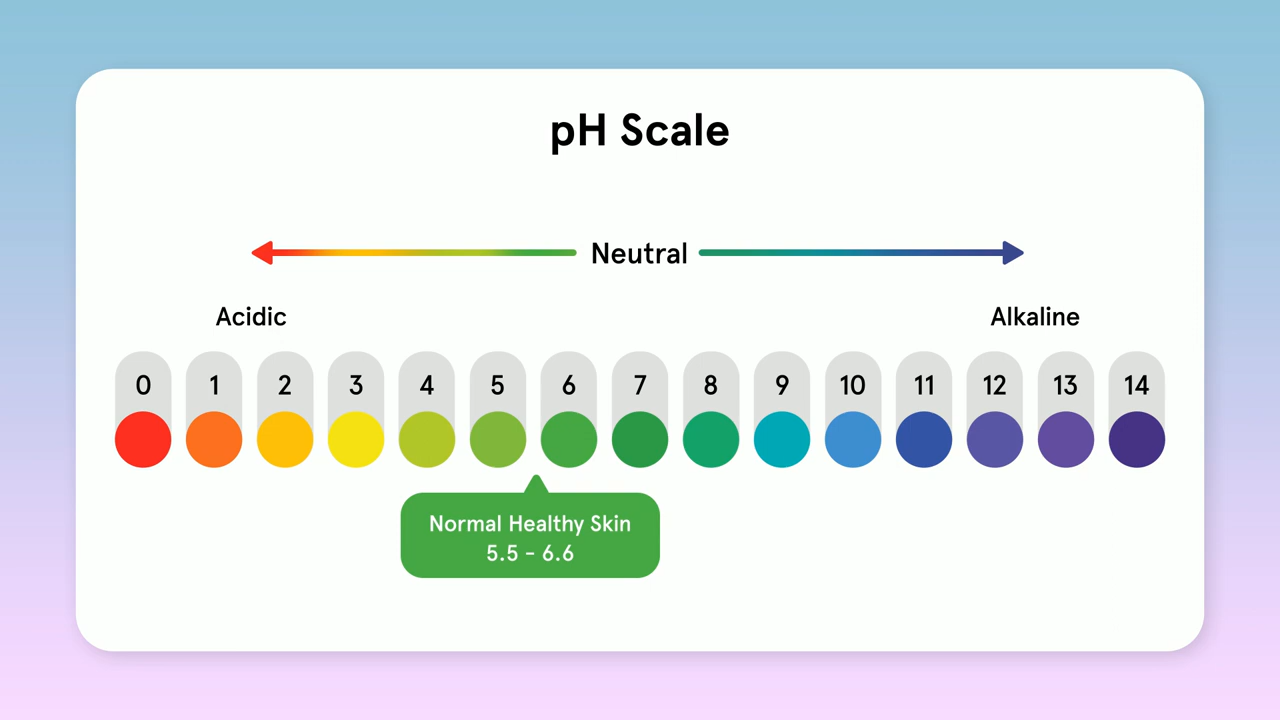 pH Scale
Neutral
Acidic
Alkaline
0 1 2 3 4 5 6 7 8 9 10 11 12 13 14
Normal Healthy Skin
5.5 - 6.6